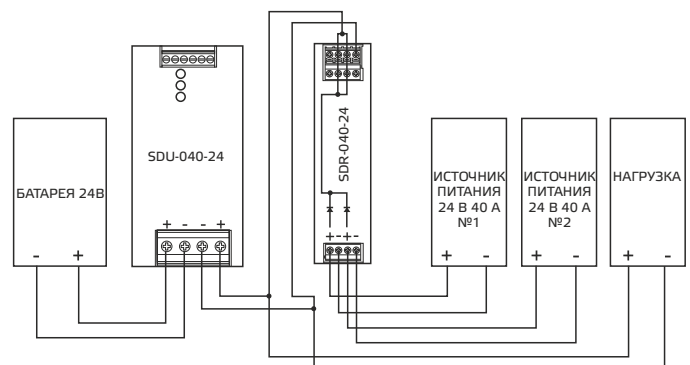 SDU-040-24
+ - - +
БАТАРЕЯ 24В
- +
SDR-040-24
+-+-
ИСТОЧНИК
ПИТАНИЯ
24 В 40 А
№1
+ -
ИСТОЧНИК
ПИТАНИЯ
24 В 40 А
№2
+ -
НАГРУЗКА
+ -